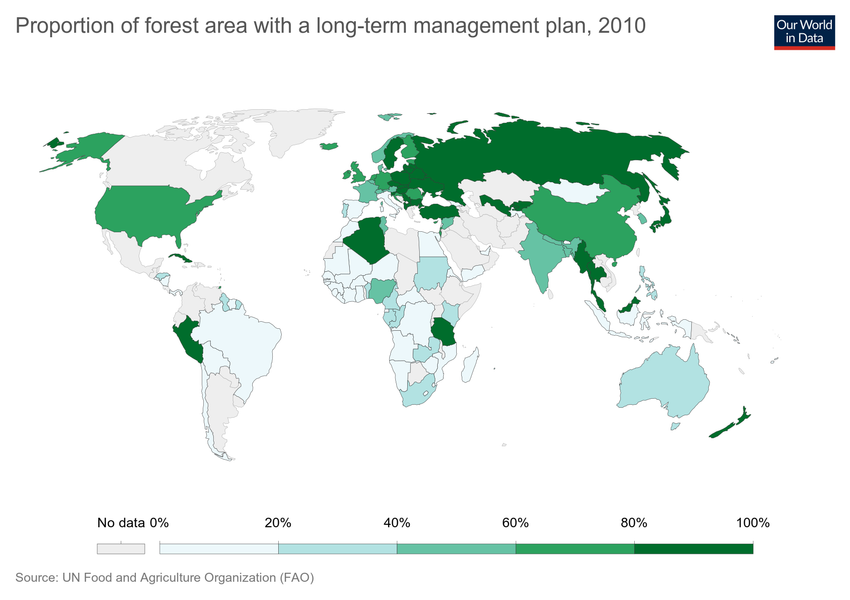 Proportion of forest area with a long-term management plan, 2010
Our World
in Data
No data 0% 20% 40% 60% 80% 100%
Source: UN Food and Agriculture Organization (FAO)